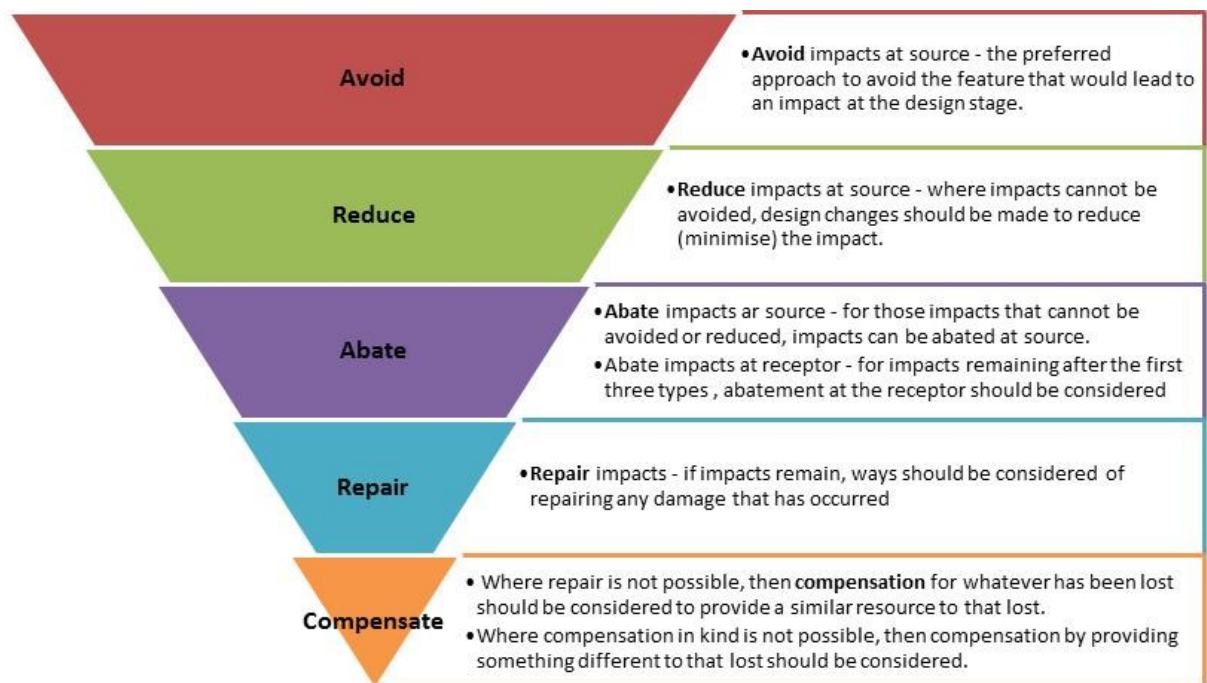 Avoid
•Avoid impacts at source - the preferred
approach to avoid the feature that would lead to
an impact at the design stage.
Reduce
•Reduce impacts at source - where impacts cannot be
avoided, design changes should be made to reduce
(minimise) the impact.
Abate
•Abate impacts ar source - for those impacts that cannot be
avoided or reduced, impacts can be abated at source.
•Abate impacts at receptor - for impacts remaining after the first
three types , abatement at the receptor should be considered
Repair
•Repair impacts - if impacts remain, ways should be considered of
repairing any damage that has occurred
Compensate
• Where repair is not possible, then compensation for whatever has been lost
should be considered to provide a similar resource to that lost.
•Where compensation in kind is not possible, then compensation by providing
something different to that lost should be considered.